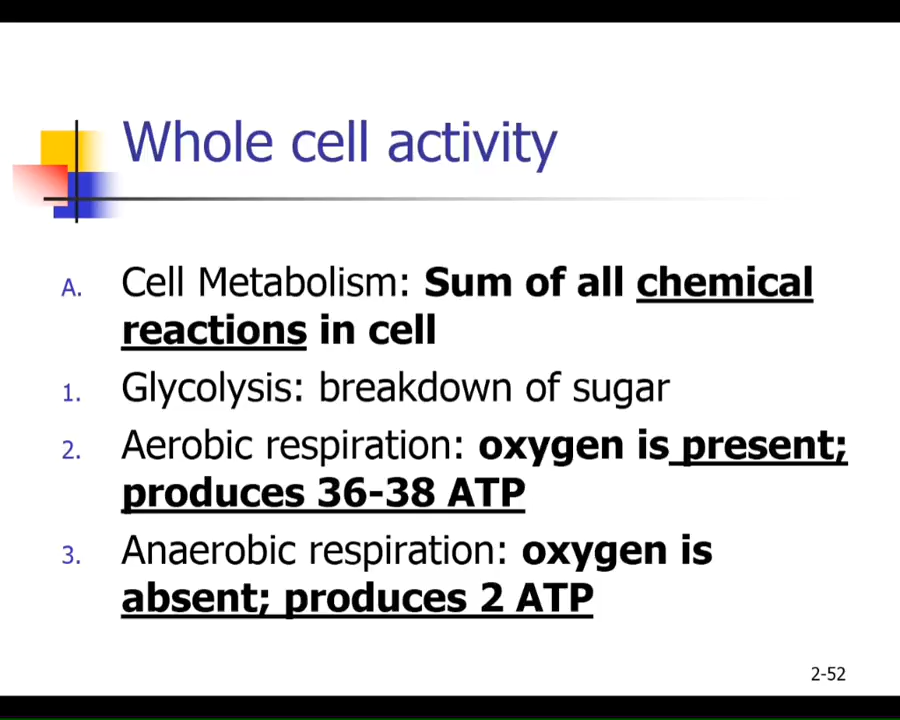 Whole cell activity
A. Cell Metabolism: Sum of all chemical
reactions in cell
1. Glycolysis: breakdown of sugar
2. Aerobic respiration: oxygen is present;
produces 36-38 ATP
3. Anaerobic respiration: oxygen is
absent; produces 2 ATP
2-52